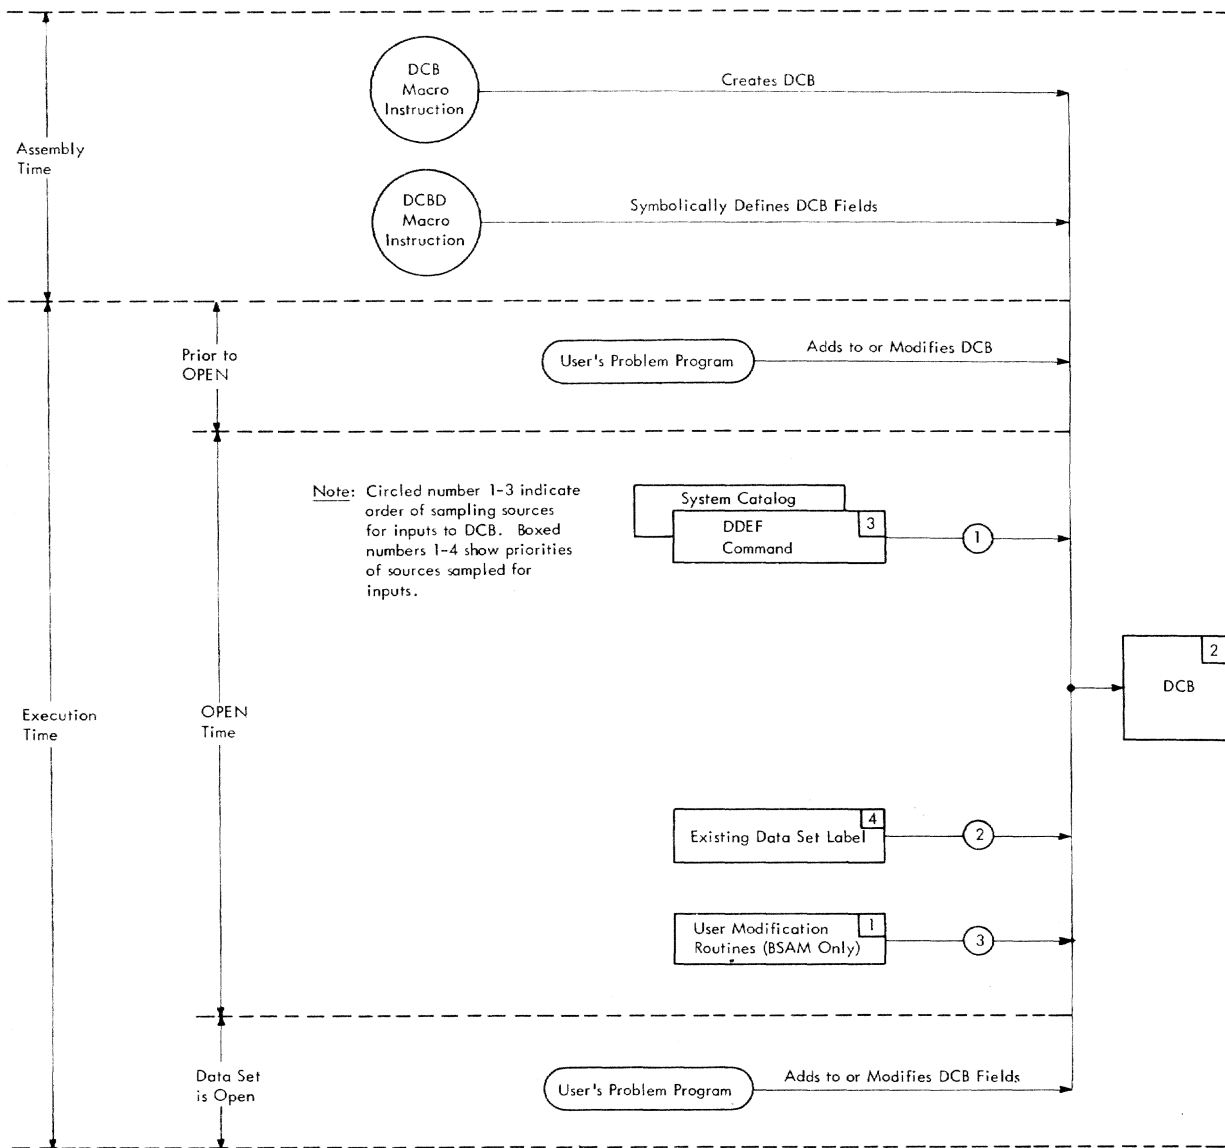 DCB
Macro
Instruction
Creates DCB
Assembly
Time
DCBD
Macro
Instruction
Symbolically Defines DCB Fields
Prior to
OPEN
User's Problem Program
Adds to or Modifies DCB
Note: Circled number 1-3 indicate
order of sampling sources
for inputs to DCB. Boxed
numbers 1-4 show priorities
of sources sampled for
inputs.
System Catalog
DDEF
Command
3
1
2
DCB
Execution
Time
OPEN
Time
4
Existing Data Set Label
2
User Modification
Routines (BSAM Only)
1
3
Data Set
is Open
User's Problem Program
Adds to or Modifies DCB Fields